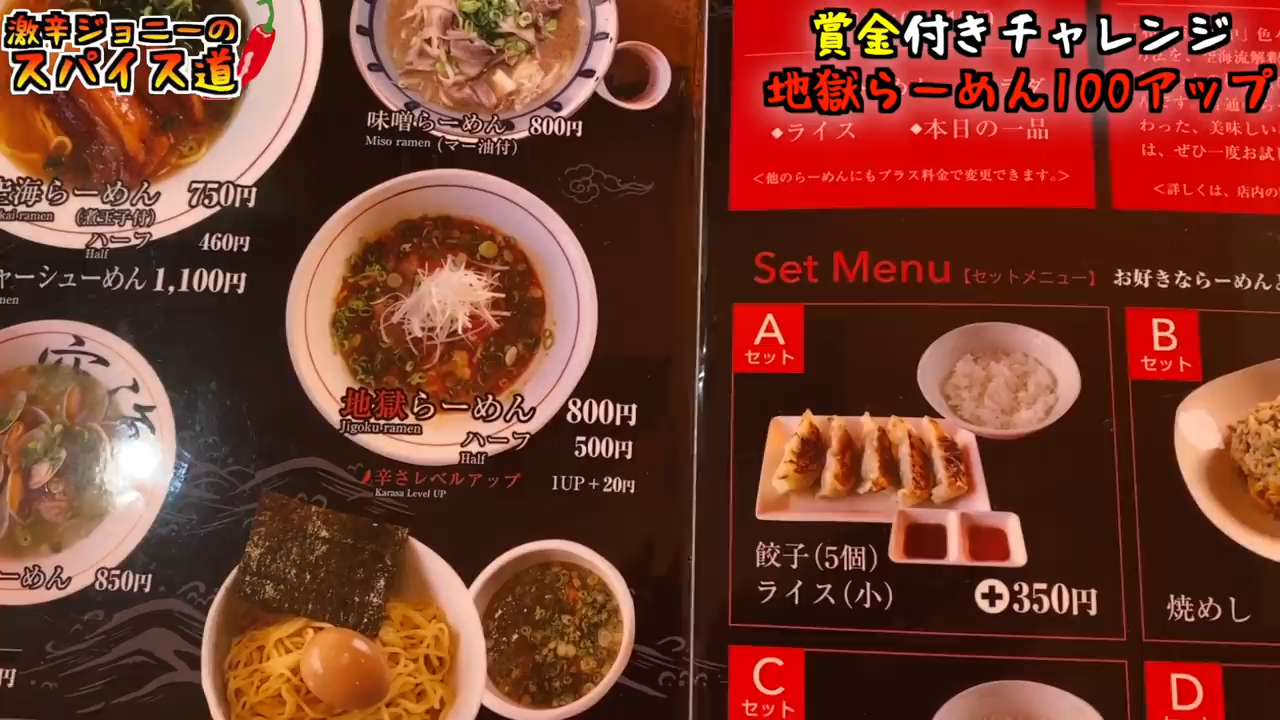 激辛ジョニーの
スパイス道
賞金付きチャレンジ
地獄らーめん100アップ
味噌らーめん 800円
Miso ramen (マー油付)
海らーめん 750円
kai ramen (煮玉子付)
ハーフ 460円
Half
ャーシューめん 1,100円
men
地獄らーめん 800円
Jigoku ramen
ハーフ 500円
Half
辛さレベルアップ 1UP+20円
Karasa Level UP
ーめん 850円
円
◆ライス ◆本日の一品
<他のらーめんにもプラス料金で変更できます。>
わった、美味しい
は、ぜひ一度お試し
<詳しくは、店内の
Set Menu【セットメニュー】 お好きならーめんと
A
セット
餃子(5個)
ライス(小)
+350円
B
セット
焼めし
C
セット
D